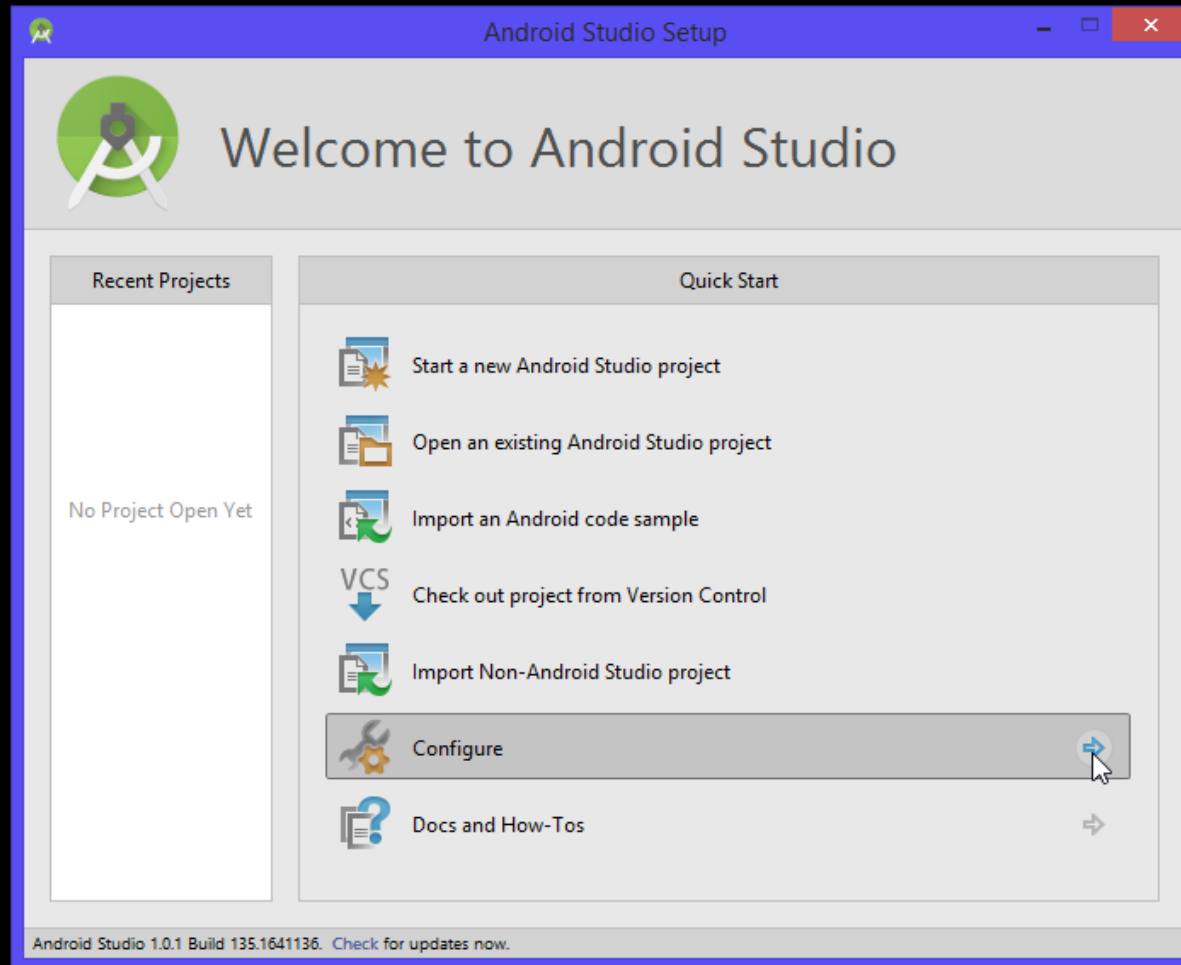 Android Studio Setup
Welcome to Android Studio
Recent Projects
No Project Open Yet
Quick Start
Start a new Android Studio project
Open an existing Android Studio project
Import an Android code sample
VCS
Check out project from Version Control
Import Non-Android Studio project
Configure
Docs and How-Tos
Android Studio 1.0.1 Build 135.1641136. Check for updates now.